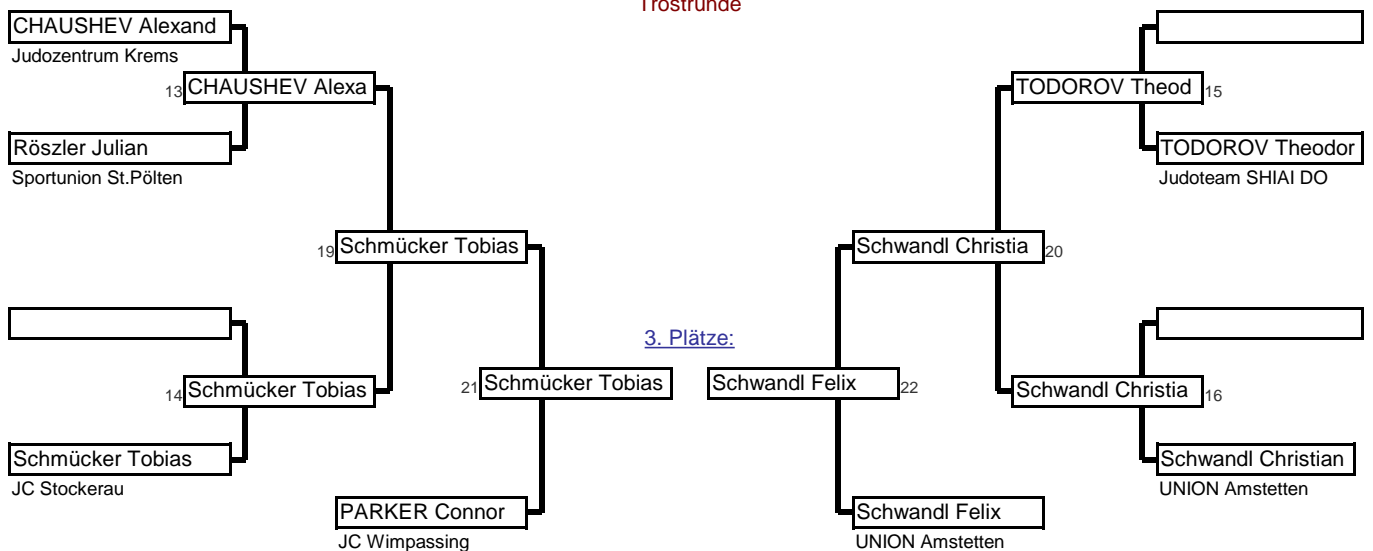 Trostrunde
CHAUSHEV Alexand
Judozentrum Krems
13 CHAUSHEV Alexa
TODOROV Theod 15
Röszler Julian
Sportunion St.Pölten
TODOROV Theodor
Judoteam SHIAI DO
19 Schmücker Tobias
Schwandl Christia 20
3. Plätze:
14 Schmücker Tobias
21 Schmücker Tobias
Schwandl Felix 22
Schwandl Christia 16
Schmücker Tobias
JC Stockerau
Schwandl Christian
UNION Amstetten
PARKER Connor
JC Wimpassing
Schwandl Felix
UNION Amstetten